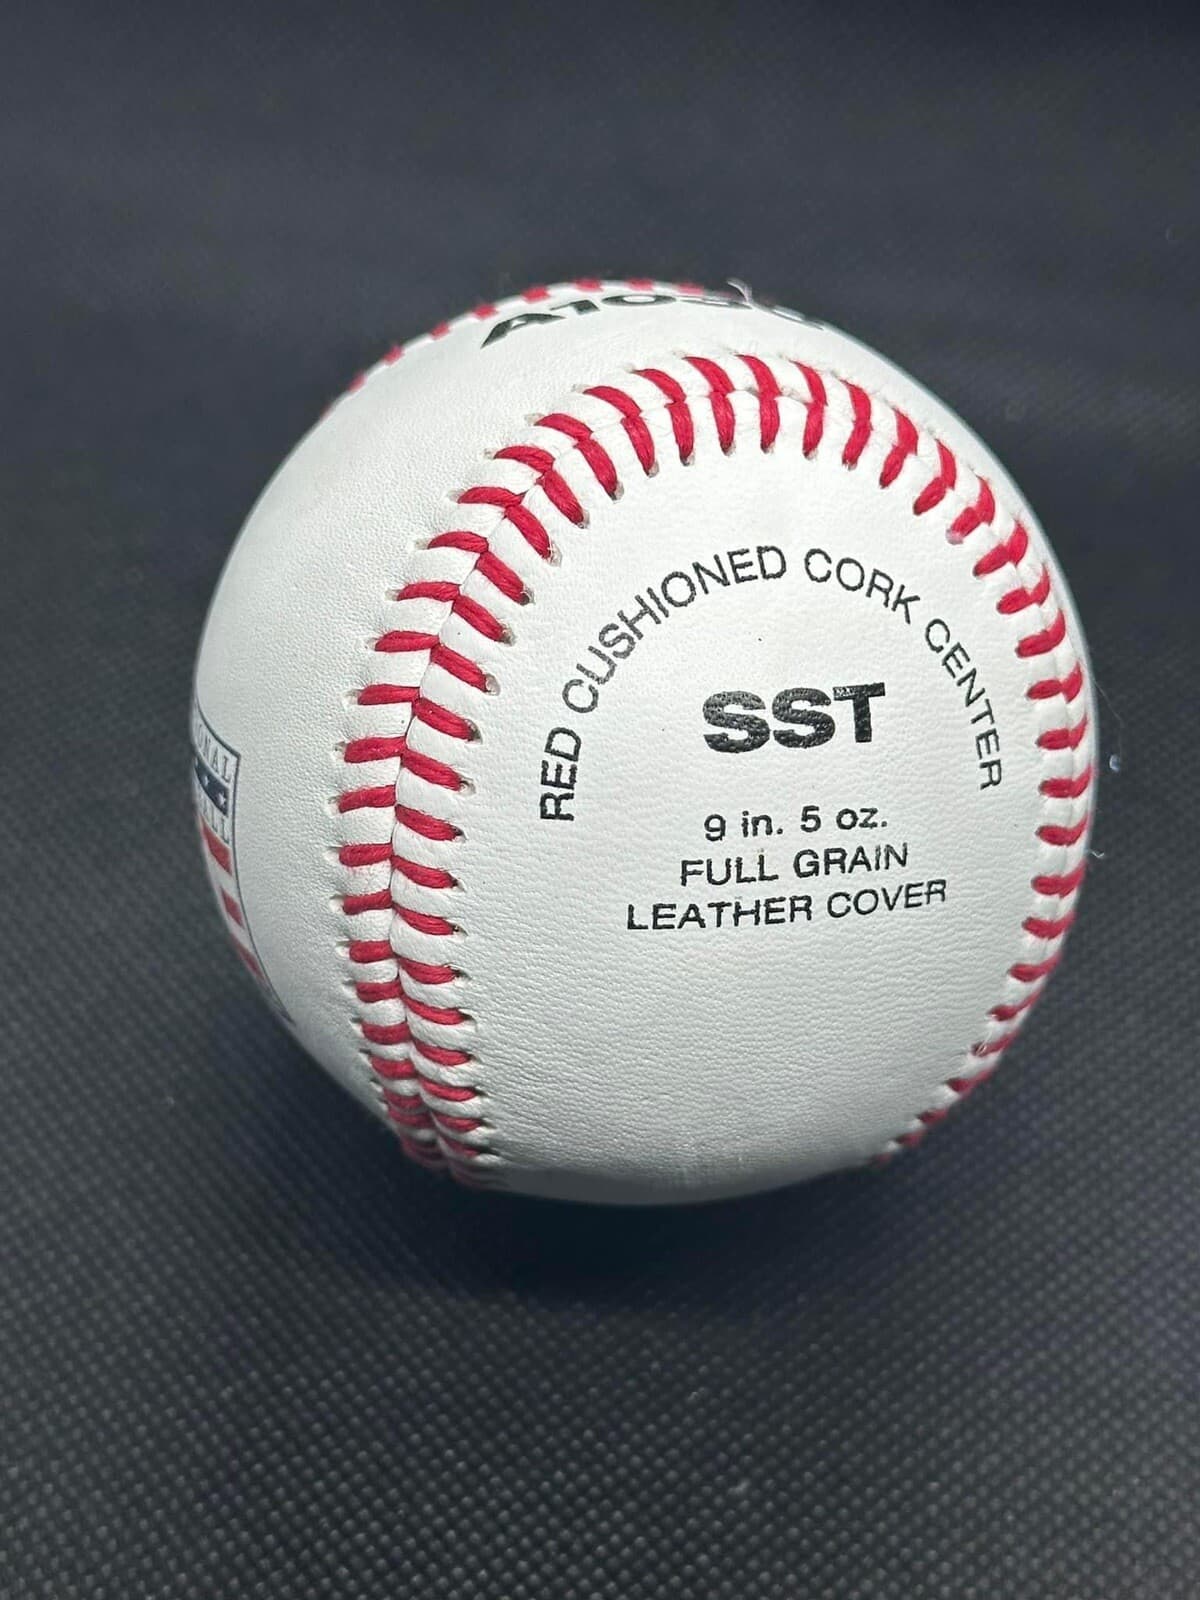 RED CUSHIONED CORK CENTER
SST
9 in. 5 oz.
FULL GRAIN
LEATHER COVER